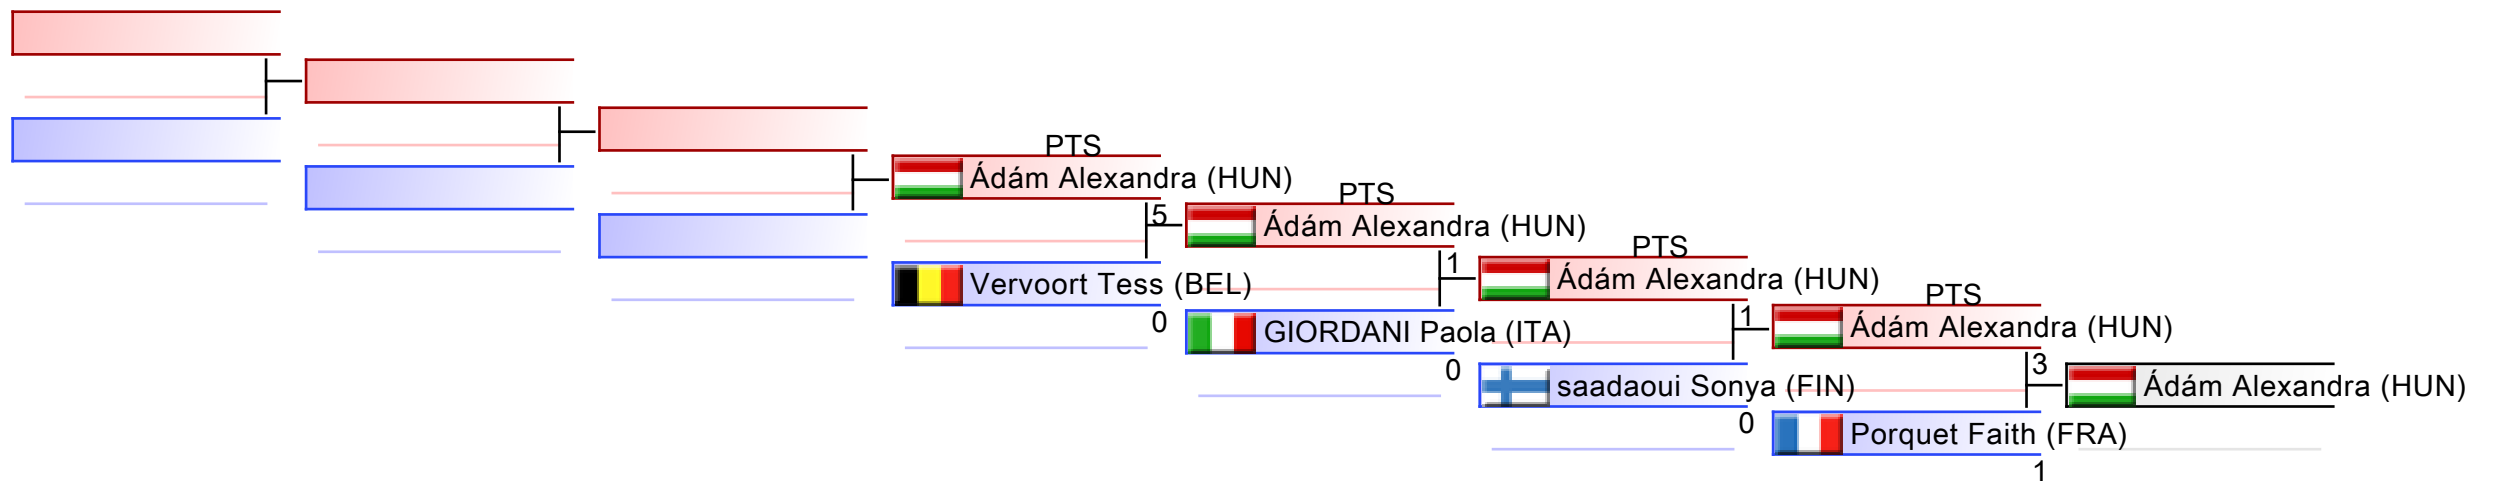 PTS
Ádám Alexandra (HUN)
5
Vervoort Tess (BEL)
0
PTS
Ádám Alexandra (HUN)
1
GIORDANI Paola (ITA)
0
PTS
Ádám Alexandra (HUN)
1
saadaoui Sonya (FIN)
0
PTS
Ádám Alexandra (HUN)
3
Porquet Faith (FRA)
1
Ádám Alexandra (HUN)